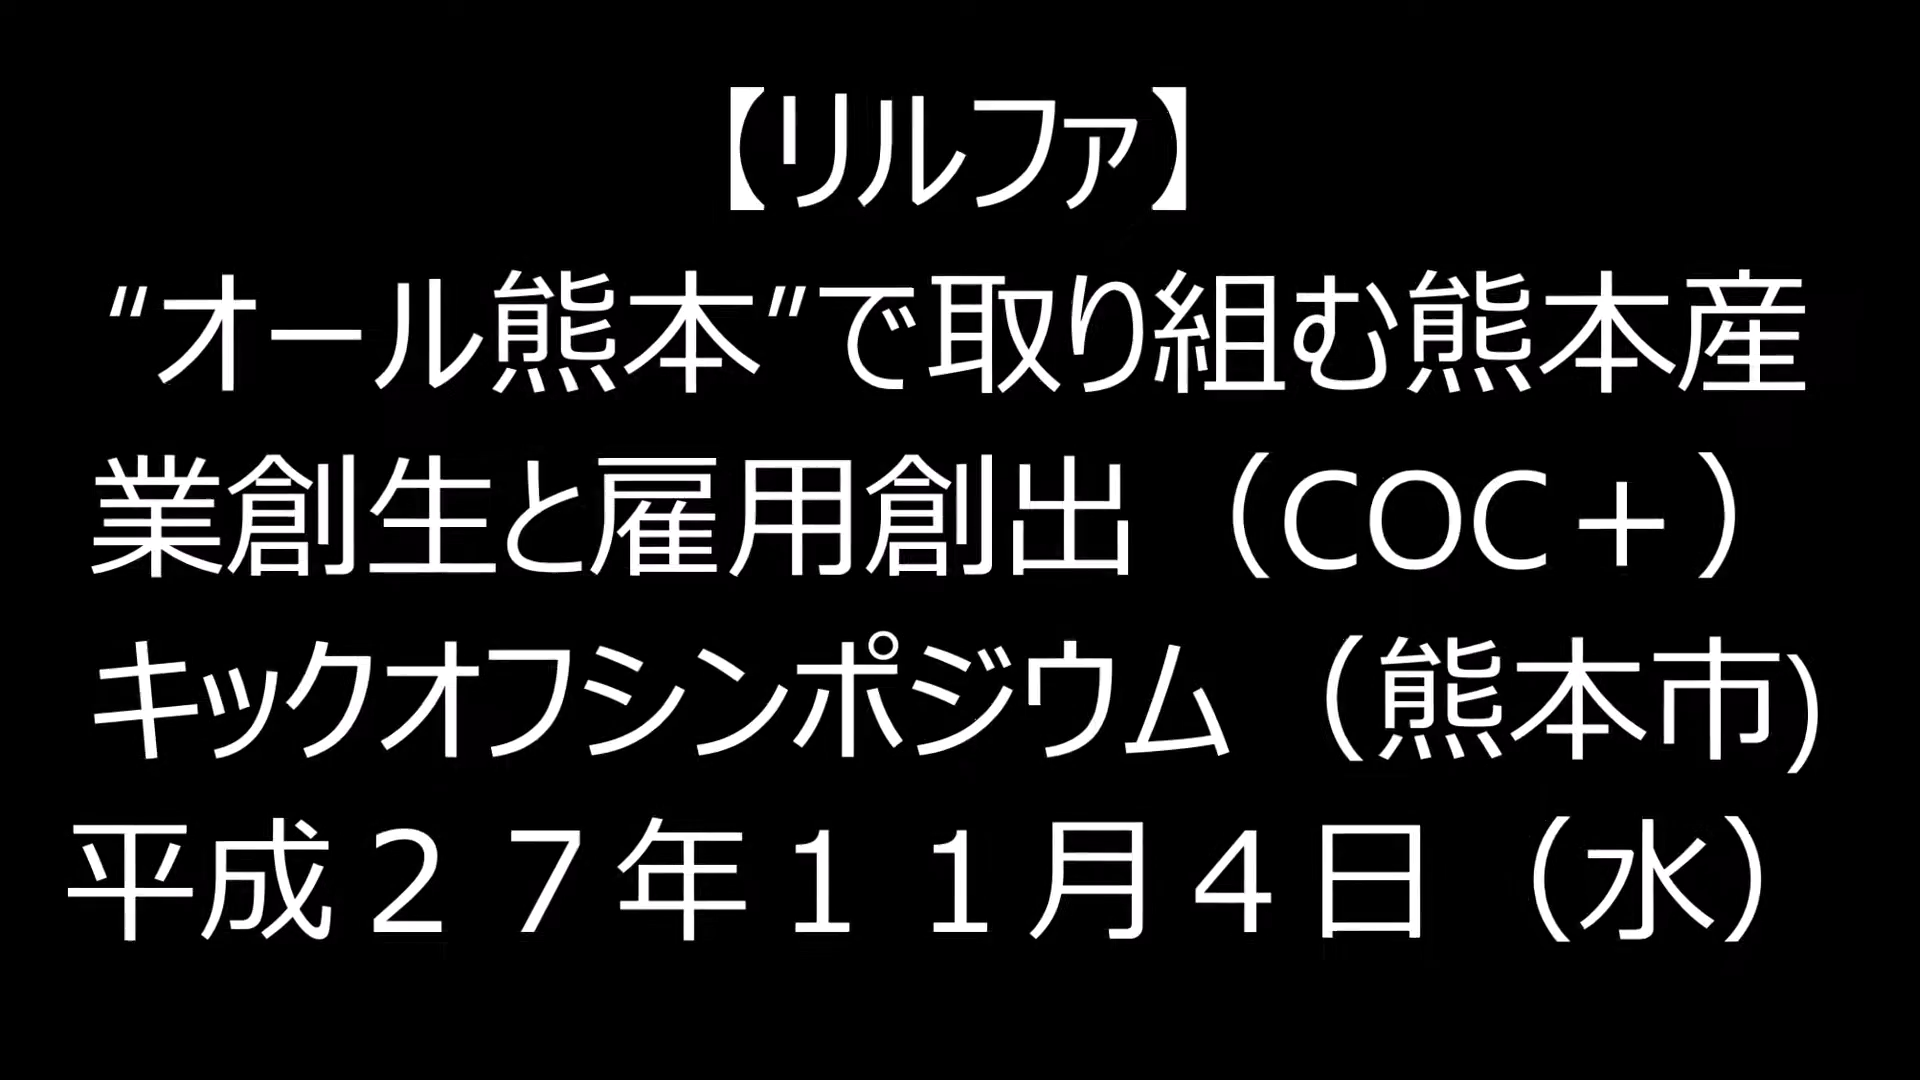 【リルファ】
“オール熊本”で取り組む熊本産
業創生と雇用創出（COC＋）
キックオフシンポジウム（熊本市)
平成２７年１１月４日（水）